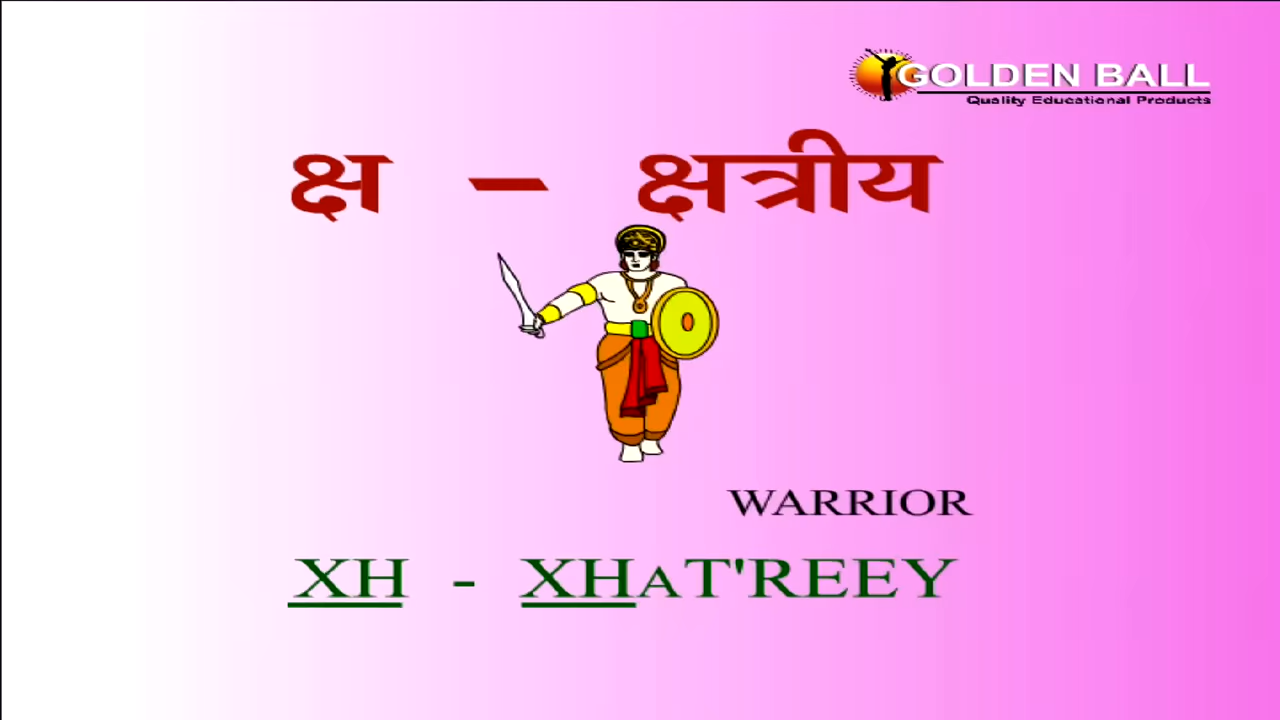 GOLDEN BALL
Quality Educational Products
क्ष - क्षत्रीय
WARRIOR
XH - XHAT'REEY